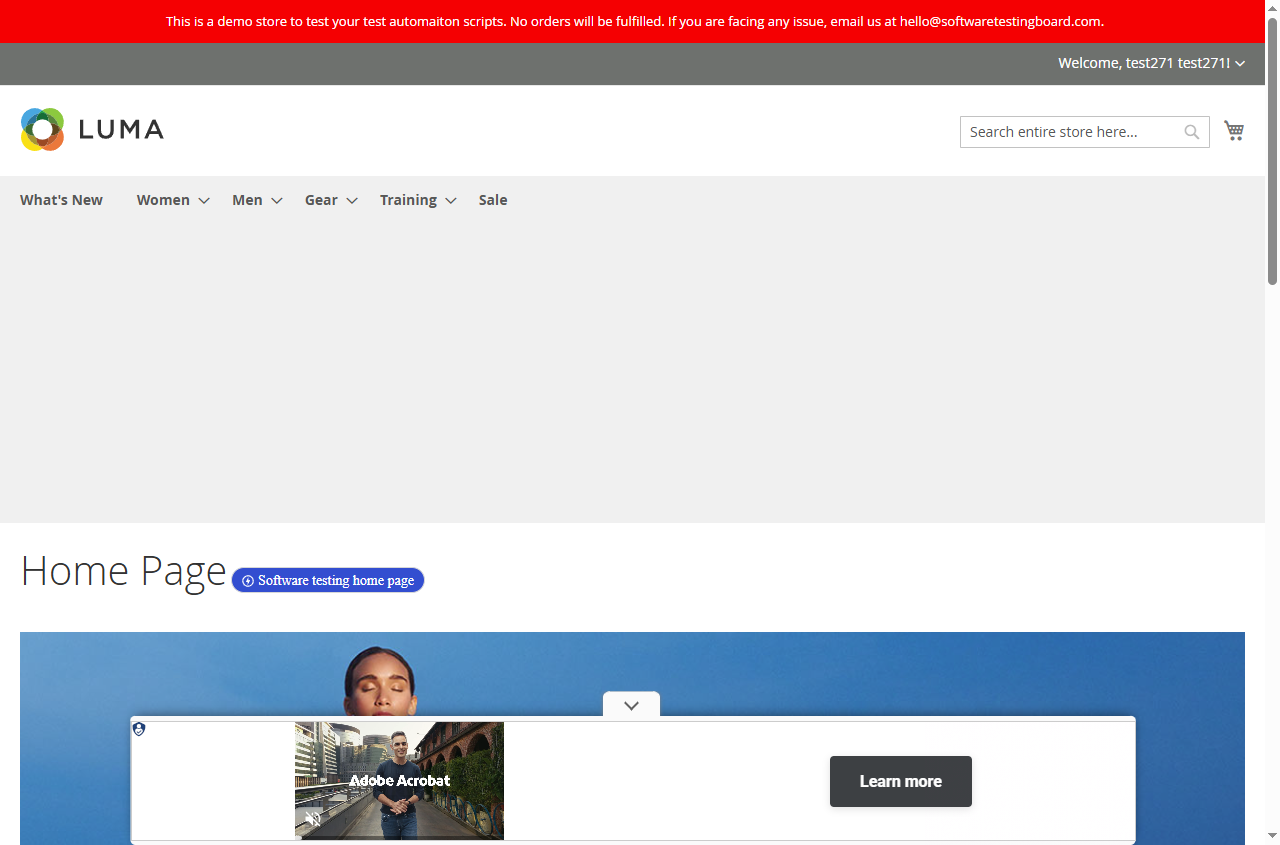 This is a demo store to test your test automaiton scripts. No orders will be fulfilled. If you are facing any issue, email us at hello@softwaretestingboard.com.
Welcome, test271 test271!
LUMA
Search entire store here...
What's New Women Men Gear Training Sale
Home Page Software testing home page
Adobe Acrobat
Learn more